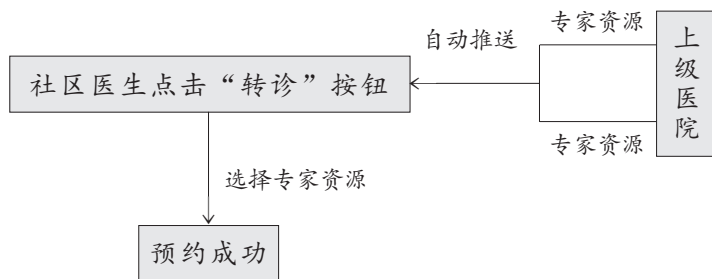 专家资源
自动推送
上级医院
社区医生点击“转诊”按钮
专家资源
选择专家资源
预约成功